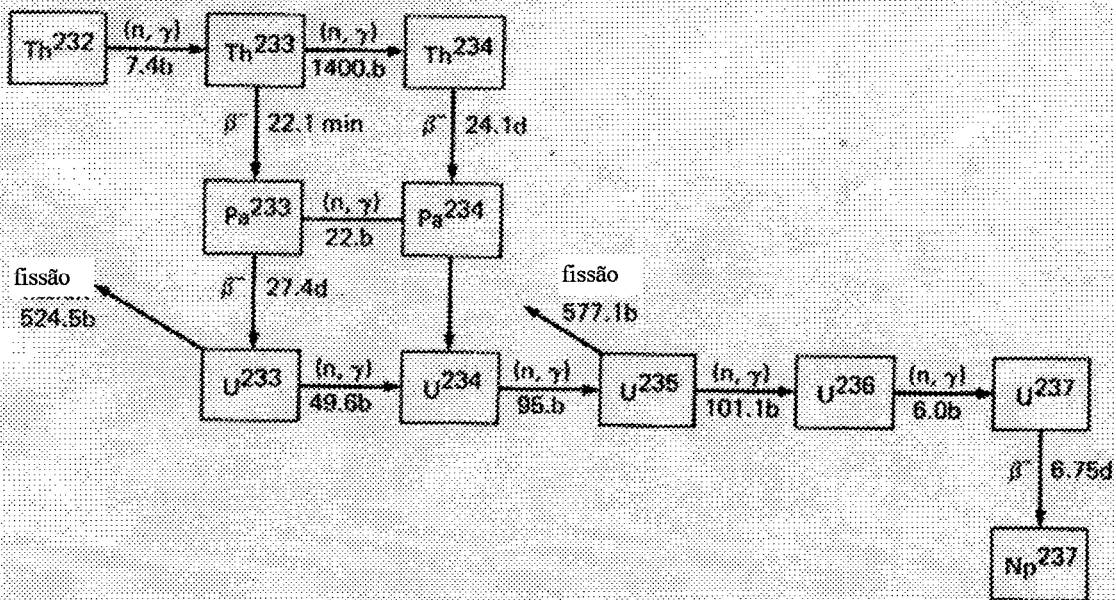 (n, γ) (n, γ)
Th232 Th233 Th234
7.4b 1400.b
β⁻ 22.1 min β⁻ 24.1d
Pa233 (n, γ) Pa234
22.b
fissão β⁻ 27.4d fissão
524.5b 577.1b
(n, γ) (n, γ) (n, γ) (n, γ)
U233 U234 U235 U236 U237
49.6b 95.b 101.1b 6.0b
β⁻ 6.75d
Np237